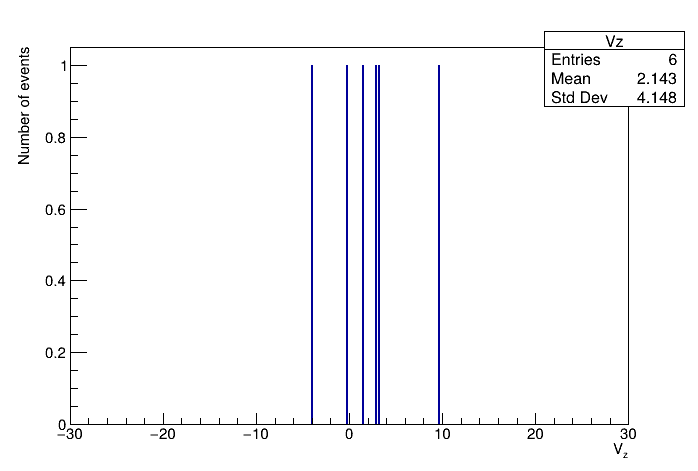 Vz
Entries 6
Mean 2.143
Std Dev 4.148
Number of events
1
0.8
0.6
0.4
0.2
0
−30 −20 −10 0 10 20 30
Vz